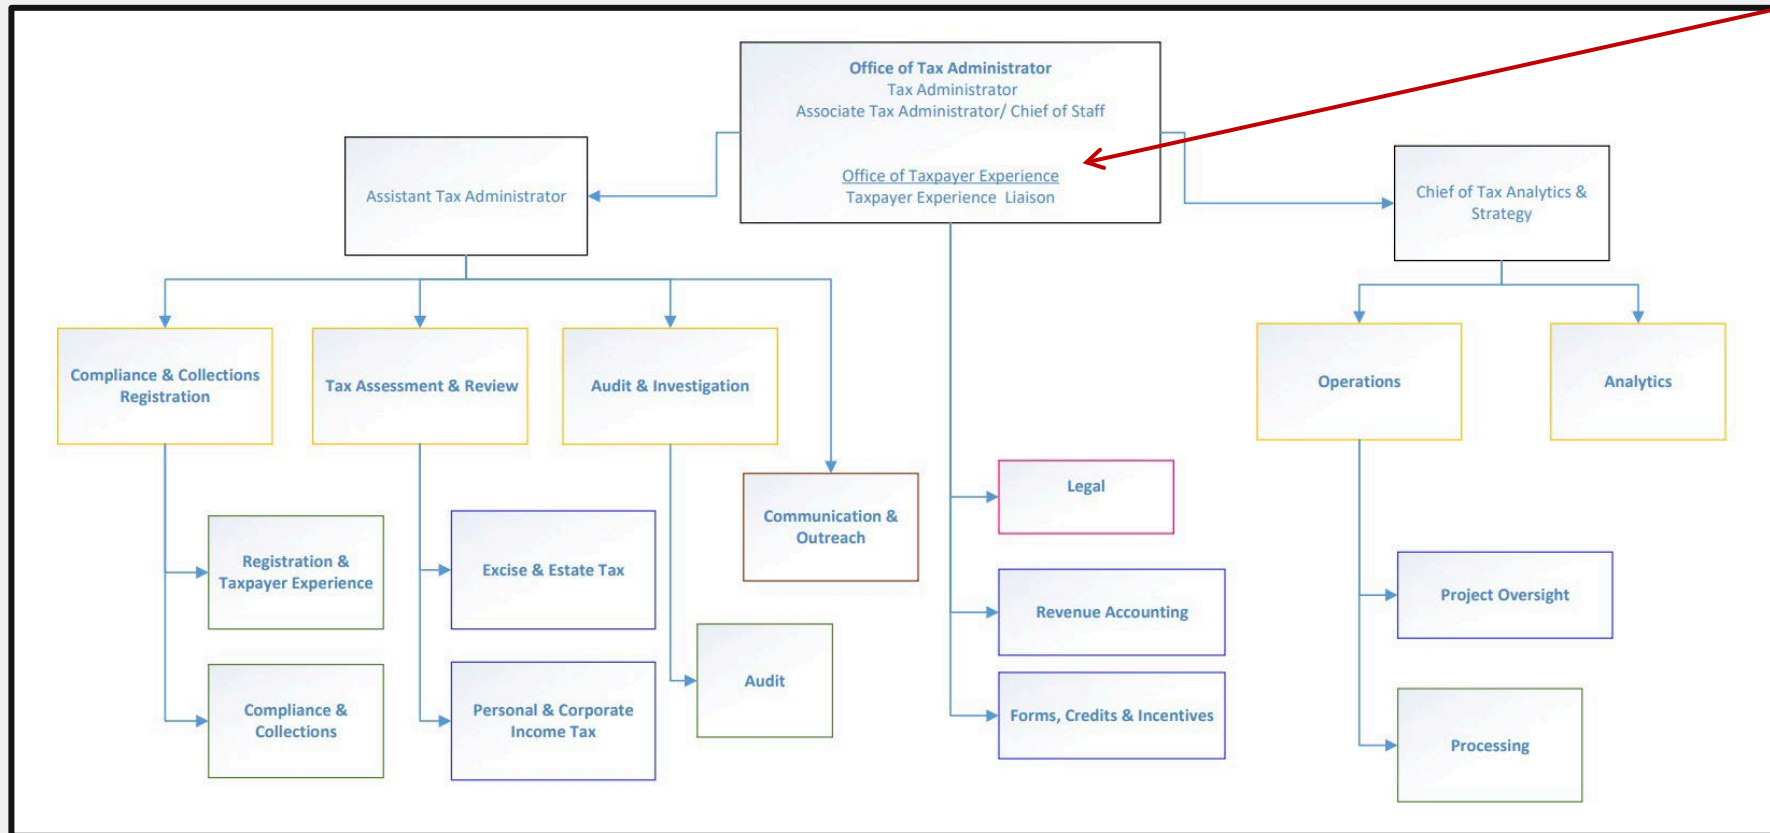 Office of Tax Administrator
Tax Administrator
Associate Tax Administrator/ Chief of Staff
Office of Taxpayer Experience
Taxpayer Experience Liaison
Assistant Tax Administrator
Chief of Tax Analytics &
Strategy
Compliance & Collections
Registration
Tax Assessment & Review
Audit & Investigation
Operations
Analytics
Communication &
Outreach
Legal
Registration &
Taxpayer Experience
Excise & Estate Tax
Revenue Accounting
Project Oversight
Audit
Compliance &
Collections
Personal & Corporate
Income Tax
Forms, Credits & Incentives
Processing